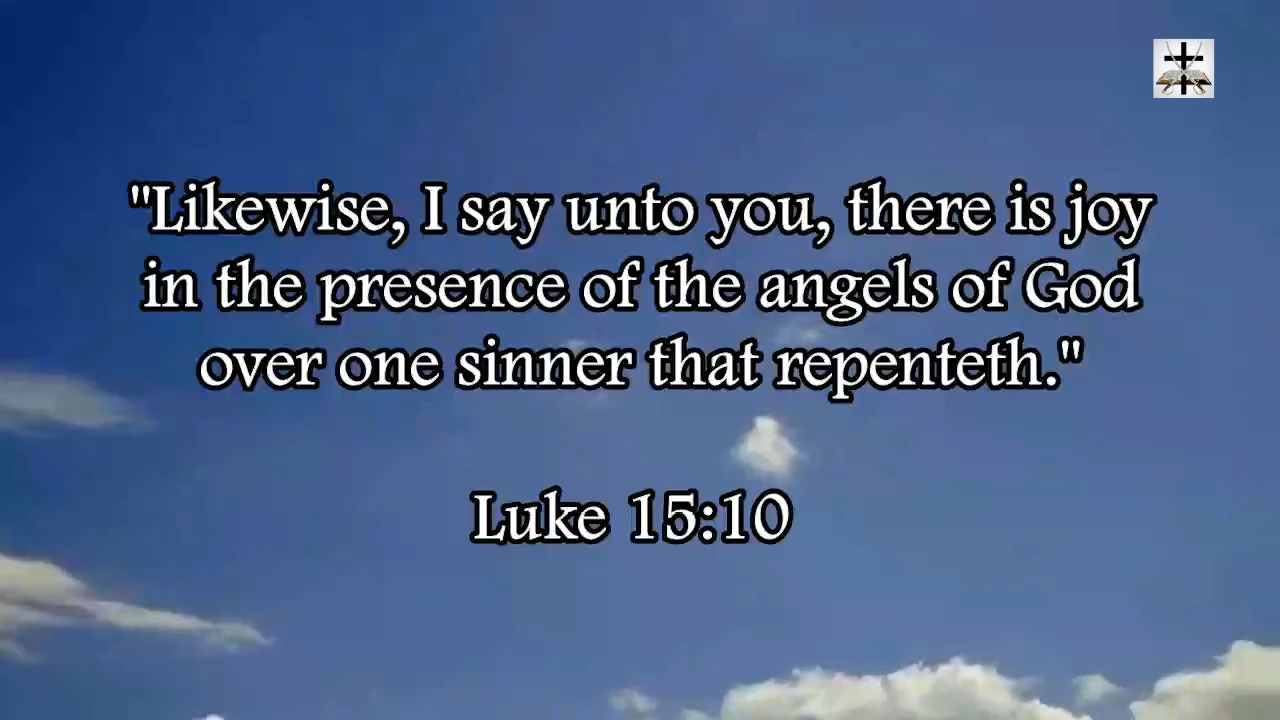 "Likewise, I say unto you, there is joy
in the presence of the angels of God
over one sinner that repenteth."
Luke 15:10